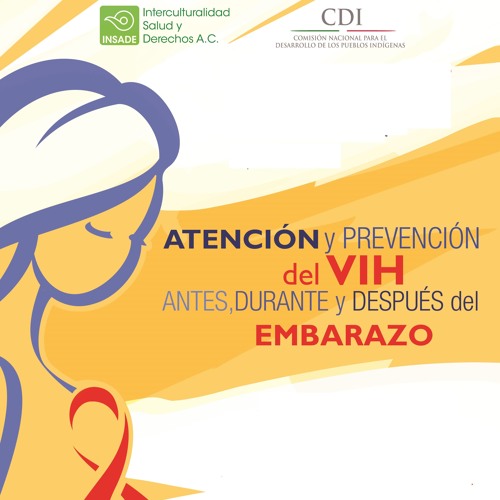 INSADE
Interculturalidad
Salud y
Derechos A.C.
CDI
COMISIÓN NACIONAL PARA EL
DESARROLLO DE LOS PUEBLOS INDÍGENAS
ATENCIÓN y PREVENCIÓN
del VIH
ANTES,DURANTE y DESPUÉS del
EMBARAZO